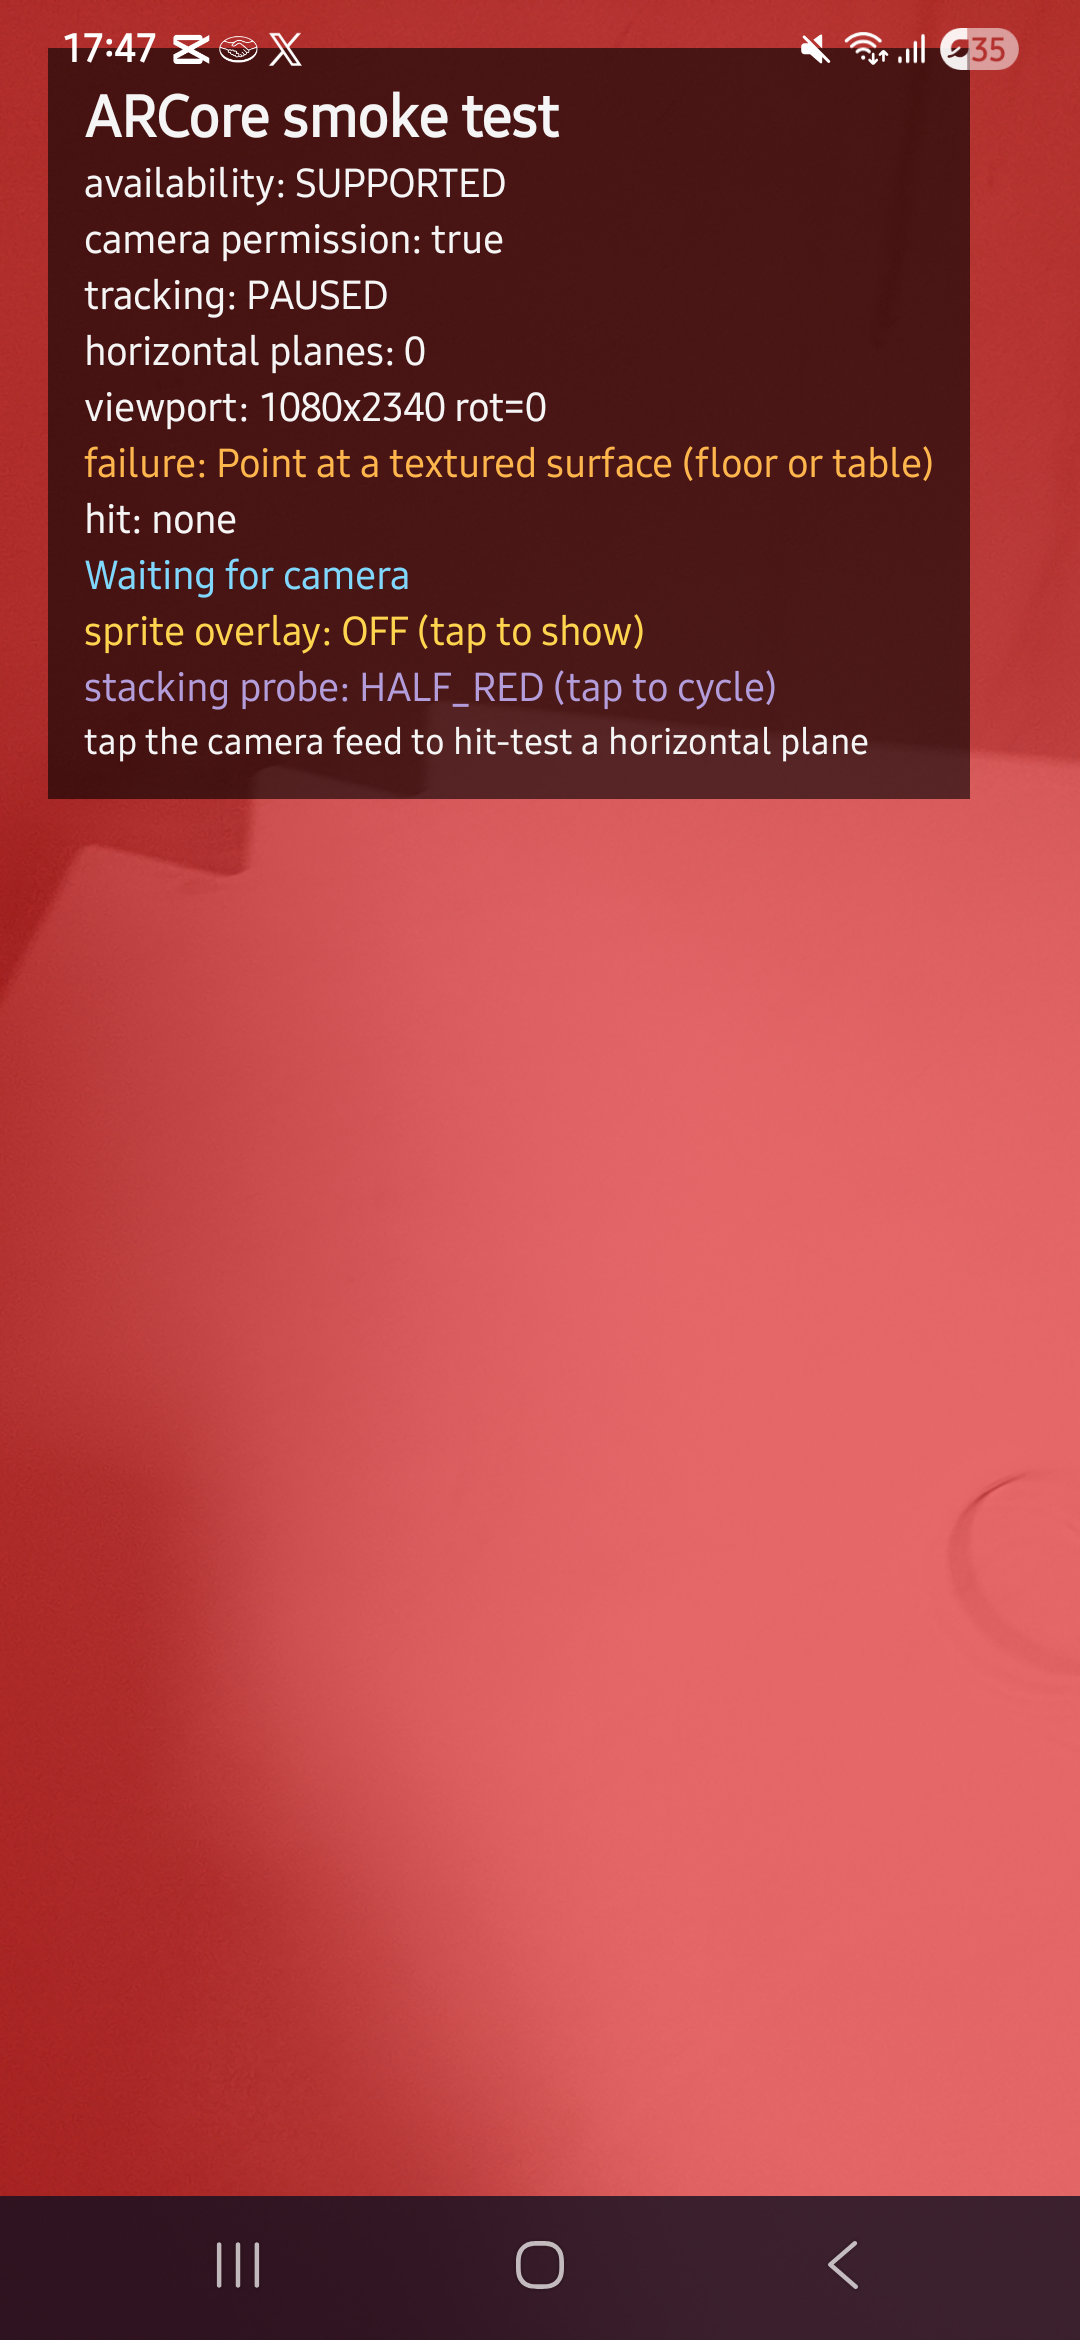 17:47 35
ARCore smoke test
availability: SUPPORTED
camera permission: true
tracking: PAUSED
horizontal planes: 0
viewport: 1080x2340 rot=0
failure: Point at a textured surface (floor or table)
hit: none
Waiting for camera
sprite overlay: OFF (tap to show)
stacking probe: HALF_RED (tap to cycle)
tap the camera feed to hit-test a horizontal plane